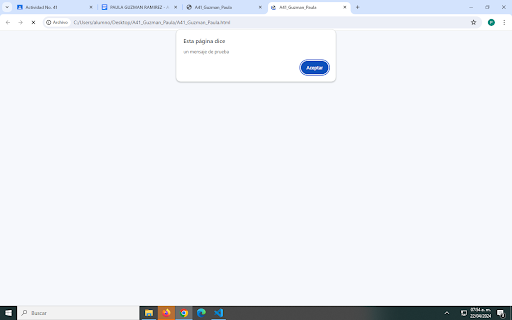 Actividad No. 41
PAULA GUZMAN RAMIREZ -
A41_Guzman_Paula
A41_Guzman_Paula
Archivo
C:/Users/alumno/Desktop/A41_Guzman_Paula/A41_Guzman_Paula.html
P
Esta página dice
un mensaje de prueba
Aceptar
Buscar
07:54 a. m.
22/04/2024